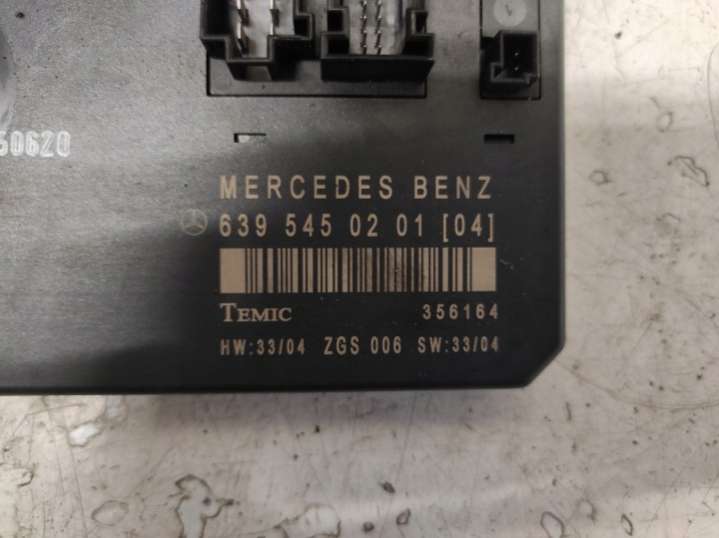 50620
MERCEDES BENZ
639 545 02 01 [04]
TEMIC 356164
HW:33/04 ZGS 006 SW:33/04